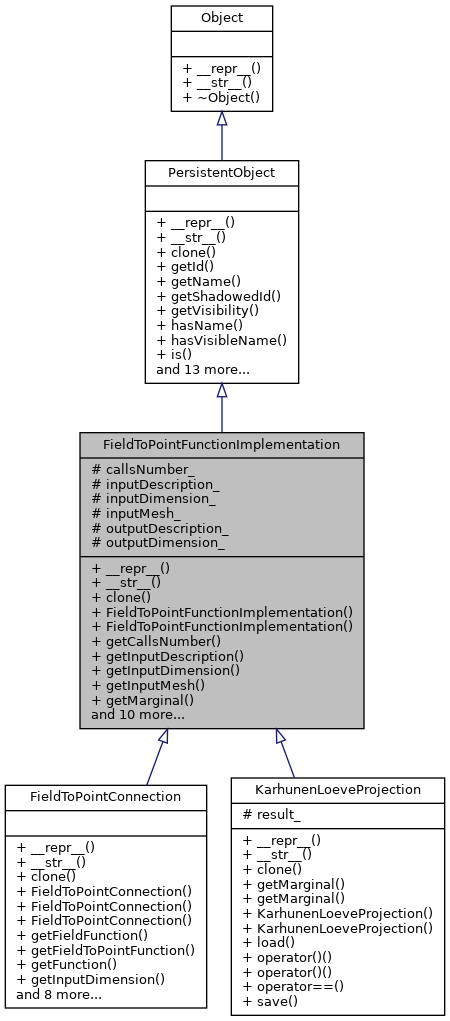 Object
+ __repr__()
+ __str__()
+ ~Object()
PersistentObject
+ __repr__()
+ __str__()
+ clone()
+ getId()
+ getName()
+ getShadowedId()
+ getVisibility()
+ hasName()
+ hasVisibleName()
+ is()
and 13 more...
FieldToPointFunctionImplementation
# callsNumber_
# inputDescription_
# inputDimension_
# inputMesh_
# outputDescription_
# outputDimension_
+ __repr__()
+ __str__()
+ clone()
+ FieldToPointFunctionImplementation()
+ FieldToPointFunctionImplementation()
+ getCallsNumber()
+ getInputDescription()
+ getInputDimension()
+ getInputMesh()
+ getMarginal()
and 10 more...
FieldToPointConnection
+ __repr__()
+ __str__()
+ clone()
+ FieldToPointConnection()
+ FieldToPointConnection()
+ FieldToPointConnection()
+ getFieldFunction()
+ getFieldToPointFunction()
+ getFunction()
+ getInputDimension()
and 8 more...
KarhunenLoeveProjection
# result_
+ __repr__()
+ __str__()
+ clone()
+ getMarginal()
+ getMarginal()
+ KarhunenLoeveProjection()
+ KarhunenLoeveProjection()
+ load()
+ operator()()
+ operator()()
+ operator==()
+ save()